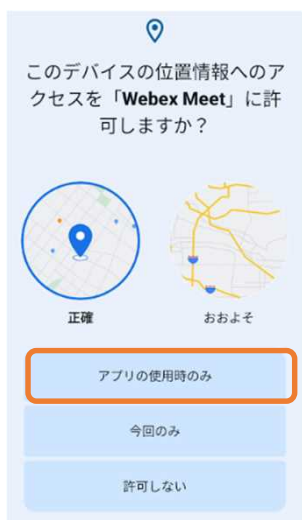 このデバイスの位置情報へのア
クセスを「Webex Meet」に許
可しますか？
正確 おおよそ
アプリの使用時のみ
今回のみ
許可しない